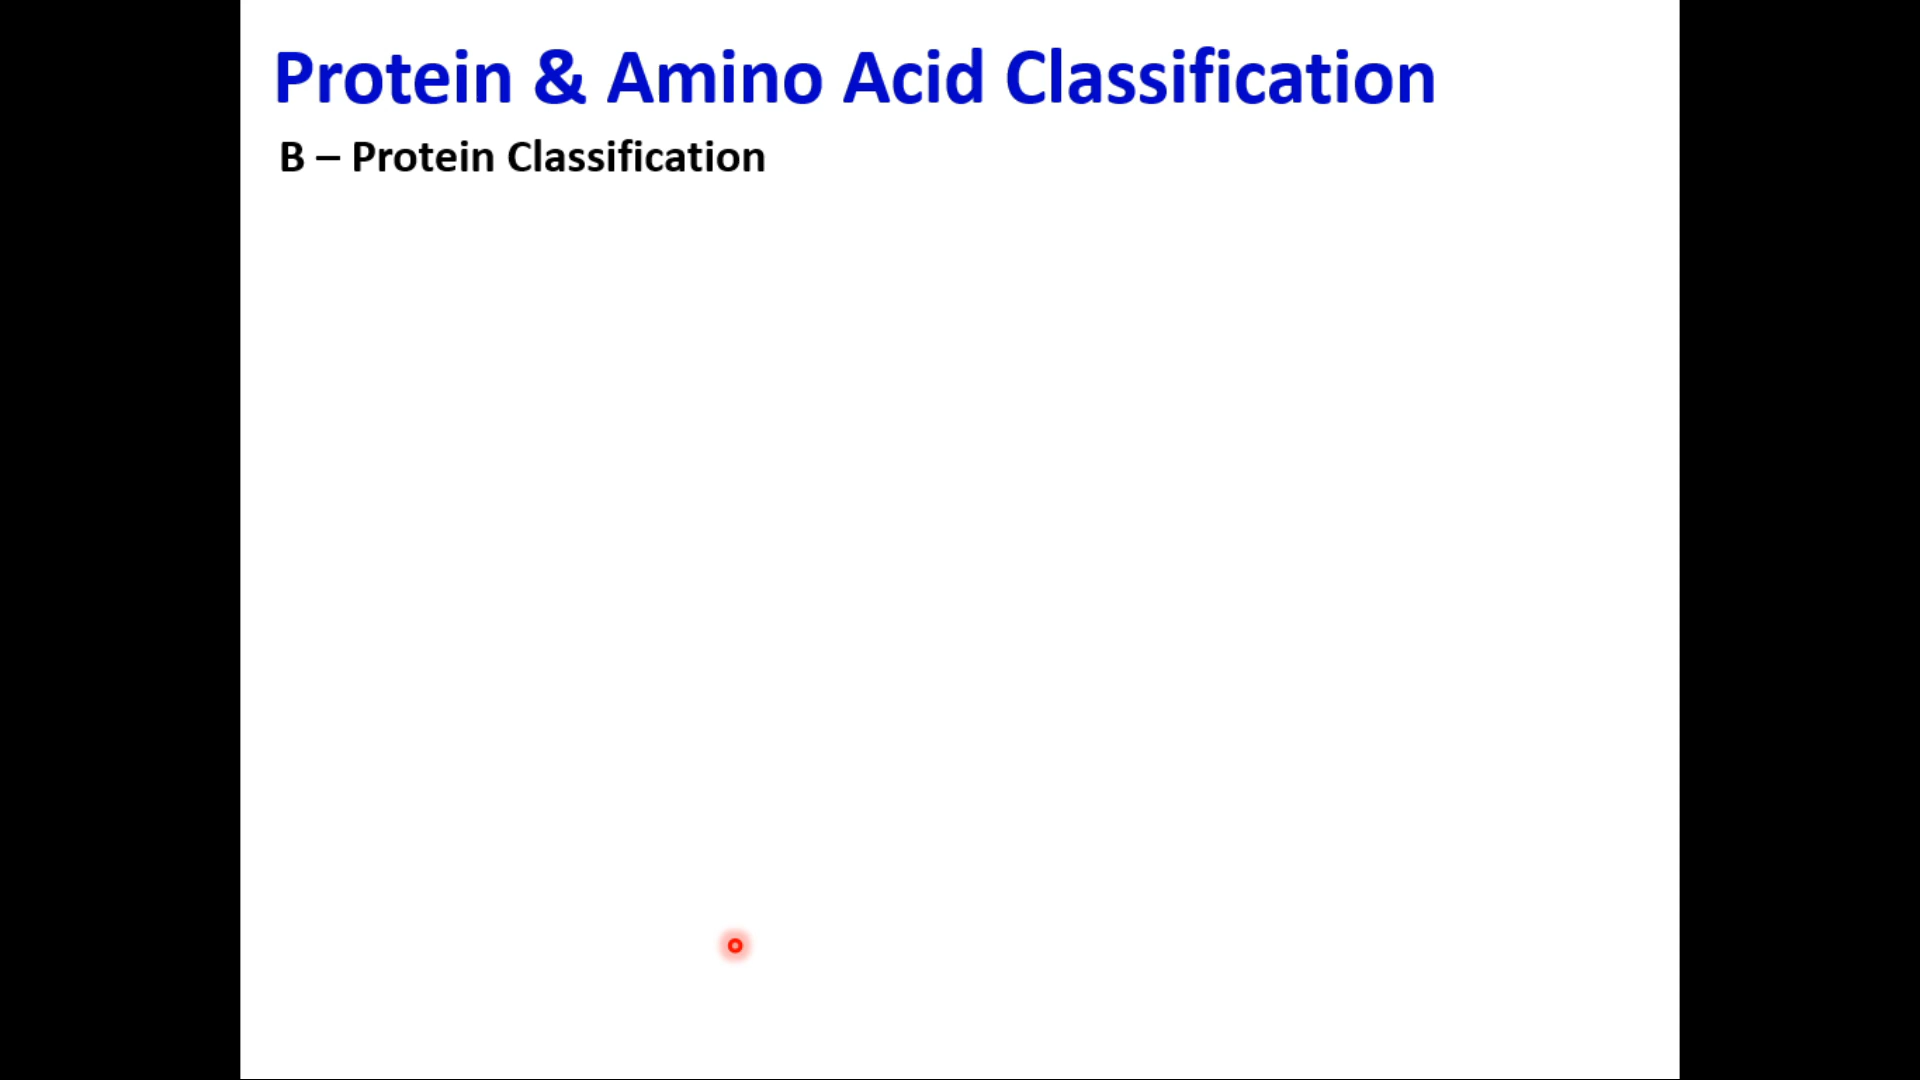 Protein & Amino Acid Classification
B – Protein Classification